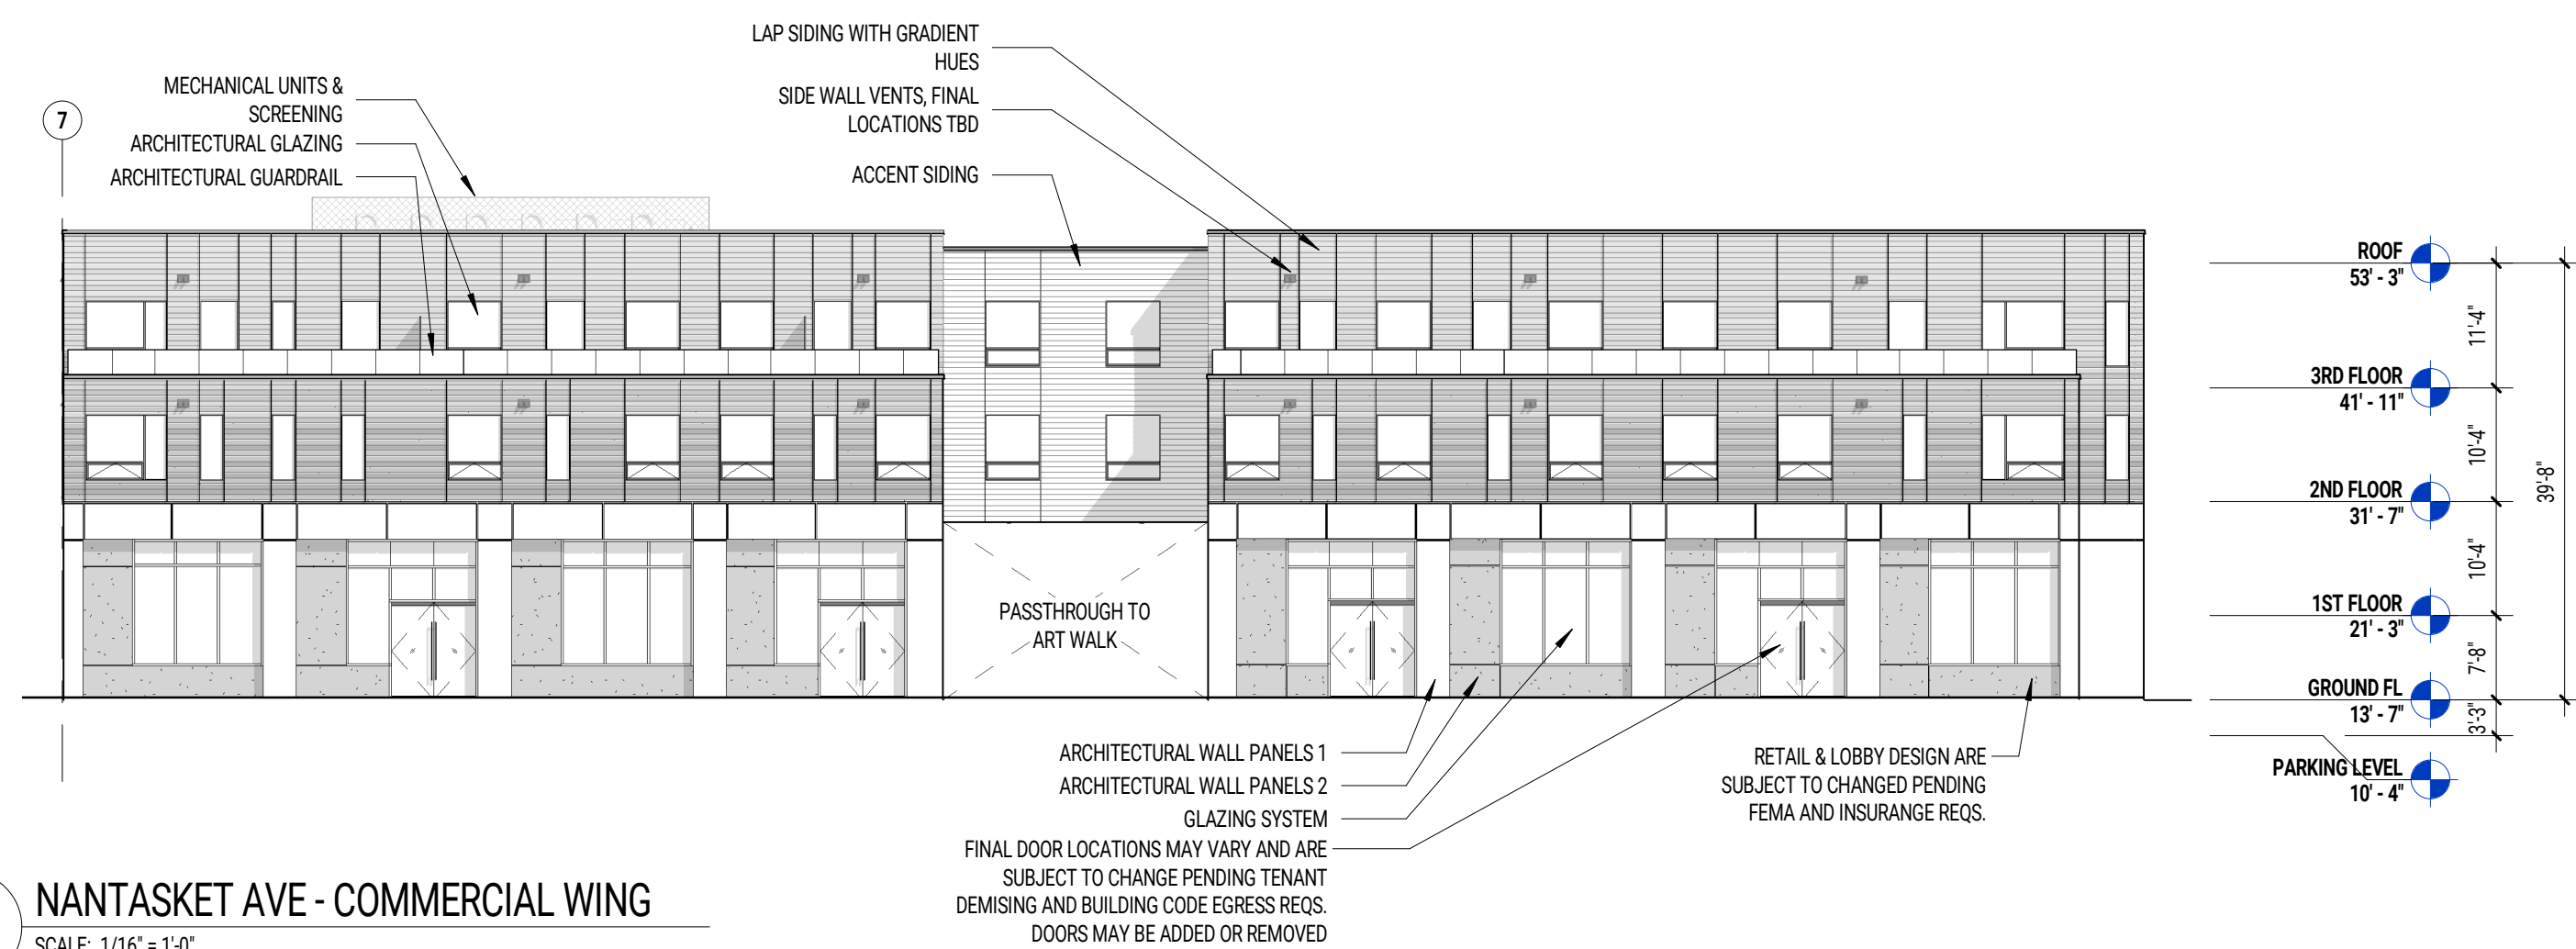 LAP SIDING WITH GRADIENT
HUES
MECHANICAL UNITS &
SCREENING
SIDE WALL VENTS, FINAL
LOCATIONS TBD
7
ARCHITECTURAL GLAZING
ARCHITECTURAL GUARDRAIL
ACCENT SIDING
ROOF
53' - 3"
11'-4"
3RD FLOOR
41' - 11"
10'-4"
39'-8"
2ND FLOOR
31' - 7"
10'-4"
1ST FLOOR
21' - 3"
7'-8"
GROUND FL
13' - 7"
3'-3"
PARKING LEVEL
10' - 4"
PASSTHROUGH TO
ART WALK
ARCHITECTURAL WALL PANELS 1
ARCHITECTURAL WALL PANELS 2
GLAZING SYSTEM
FINAL DOOR LOCATIONS MAY VARY AND ARE
SUBJECT TO CHANGE PENDING TENANT
DEMISING AND BUILDING CODE EGRESS REQS.
DOORS MAY BE ADDED OR REMOVED
RETAIL & LOBBY DESIGN ARE
SUBJECT TO CHANGED PENDING
FEMA AND INSURANGE REQS.
NANTASKET AVE - COMMERCIAL WING
SCALE: 1/16" = 1'-0"